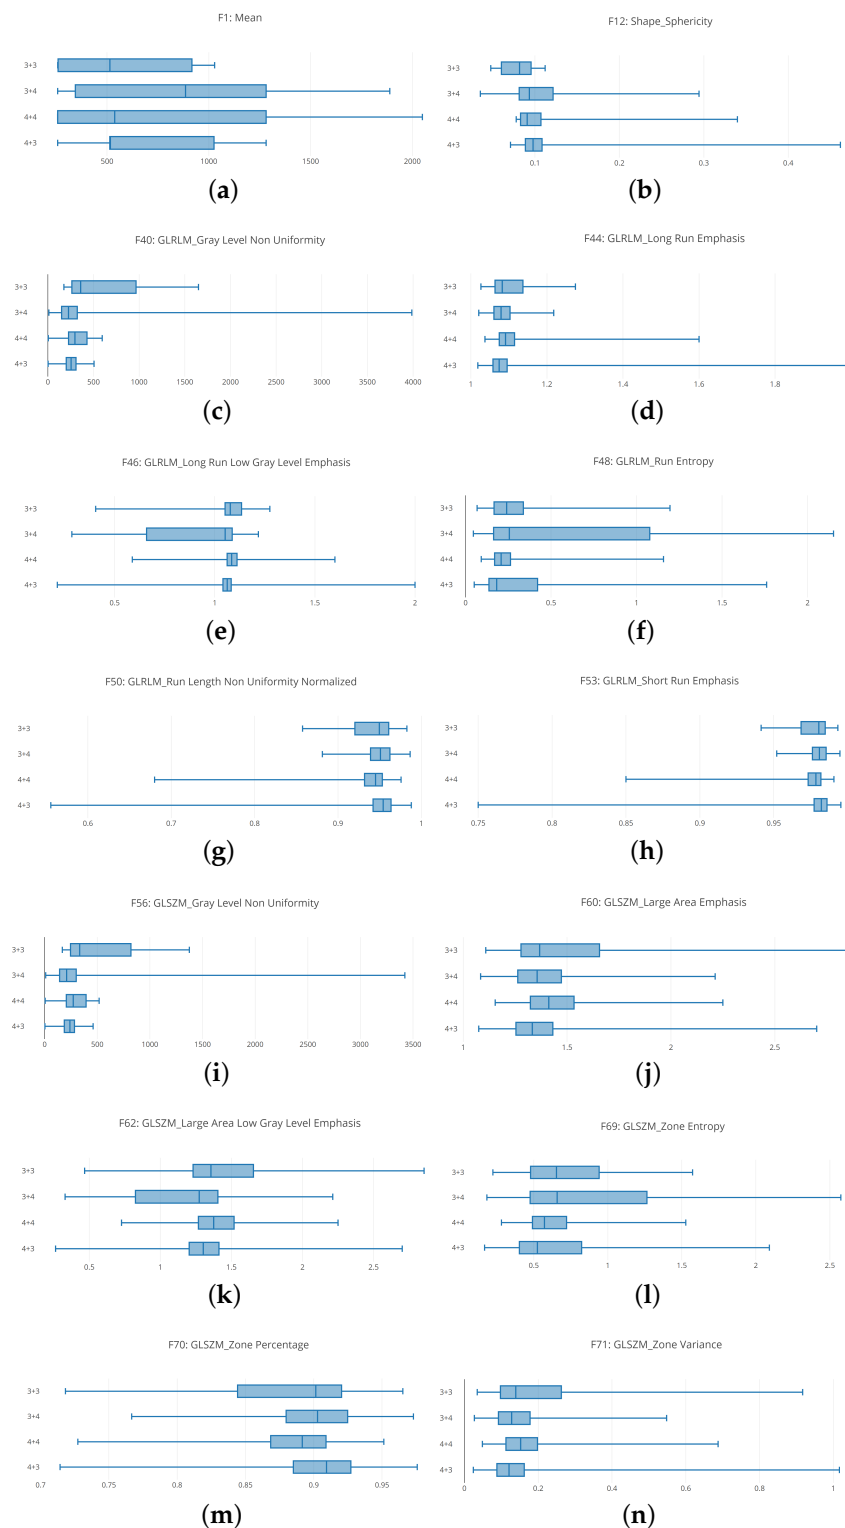 F1: Mean
3+3
3+4
4+4
4+3
500 1000 1500 2000
(a)
F12: Shape_Sphericity
3+3
3+4
4+4
4+3
0.1 0.2 0.3 0.4
(b)
F40: GLRLM_Gray Level Non Uniformity
3+3
3+4
4+4
4+3
0 500 1000 1500 2000 2500 3000 3500 4000
(c)
F44: GLRLM_Long Run Emphasis
3+3
3+4
4+4
4+3
1 1.2 1.4 1.6 1.8
(d)
F46: GLRLM_Long Run Low Gray Level Emphasis
3+3
3+4
4+4
4+3
0.5 1 1.5 2
(e)
F48: GLRLM_Run Entropy
3+3
3+4
4+4
4+3
0 0.5 1 1.5 2
(f)
F50: GLRLM_Run Length Non Uniformity Normalized
3+3
3+4
4+4
4+3
0.6 0.7 0.8 0.9 1
(g)
F53: GLRLM_Short Run Emphasis
3+3
3+4
4+4
4+3
0.75 0.8 0.85 0.9 0.95
(h)
F56: GLSZM_Gray Level Non Uniformity
3+3
3+4
4+4
4+3
0 500 1000 1500 2000 2500 3000 3500
(i)
F60: GLSZM_Large Area Emphasis
3+3
3+4
4+4
4+3
1 1.5 2 2.5
(j)
F62: GLSZM_Large Area Low Gray Level Emphasis
3+3
3+4
4+4
4+3
0.5 1 1.5 2 2.5
(k)
F69: GLSZM_Zone Entropy
3+3
3+4
4+4
4+3
0.5 1 1.5 2 2.5
(l)
F70: GLSZM_Zone Percentage
3+3
3+4
4+4
4+3
0.7 0.75 0.8 0.85 0.9 0.95
(m)
F71: GLSZM_Zone Variance
3+3
3+4
4+4
4+3
0 0.2 0.4 0.6 0.8 1
(n)